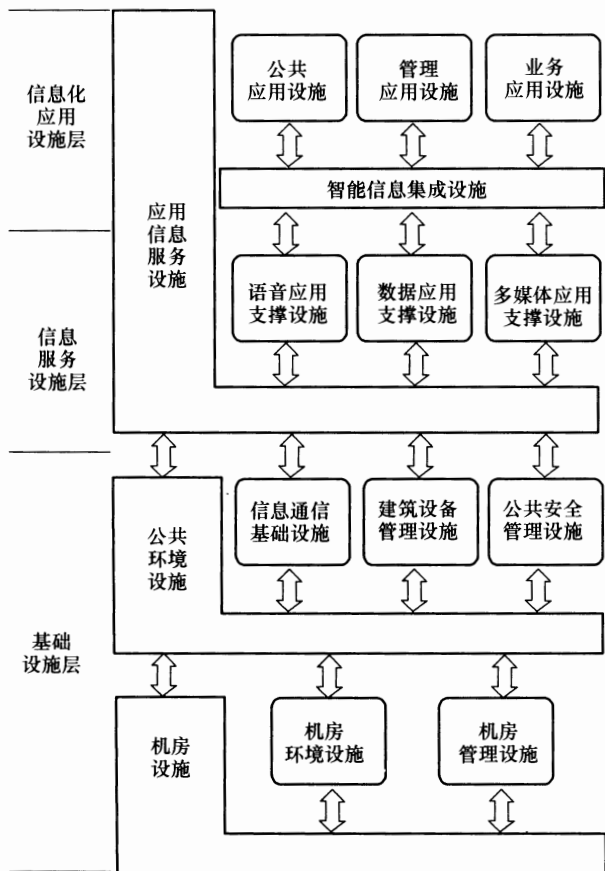 信息化
应用
设施层
公共
应用设施
管理
应用设施
业务
应用设施
智能信息集成设施
应用
信息
服务
设施
信息
服务
设施层
语音应用
支撑设施
数据应用
支撑设施
多媒体应用
支撑设施
基础
设施层
公共
环境
设施
信息通信
基础设施
建筑设备
管理设施
公共安全
管理设施
机房
设施
机房
环境设施
机房
管理设施